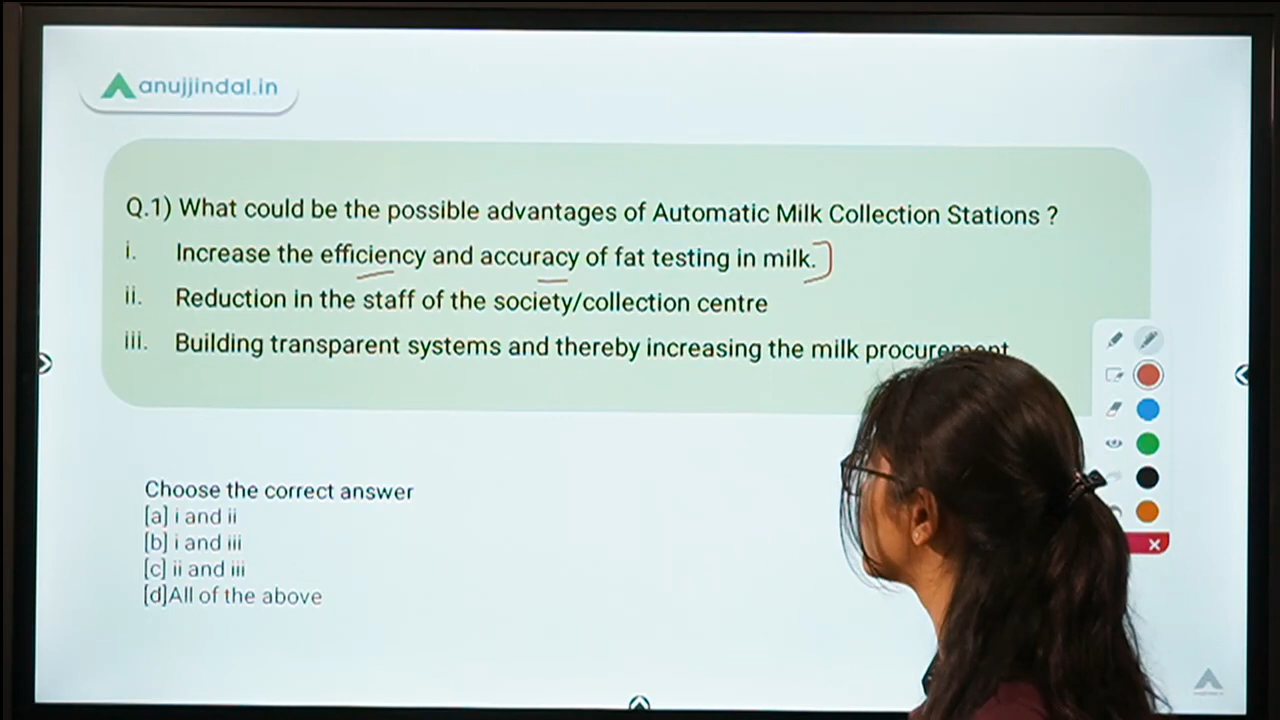 anujjindal.in
Q.1) What could be the possible advantages of Automatic Milk Collection Stations ?
i. Increase the efficiency and accuracy of fat testing in milk.
ii. Reduction in the staff of the society/collection centre
iii. Building transparent systems and thereby increasing the milk procurement
Choose the correct answer
[a] i and ii
[b] i and iii
[c] ii and iii
[d]All of the above